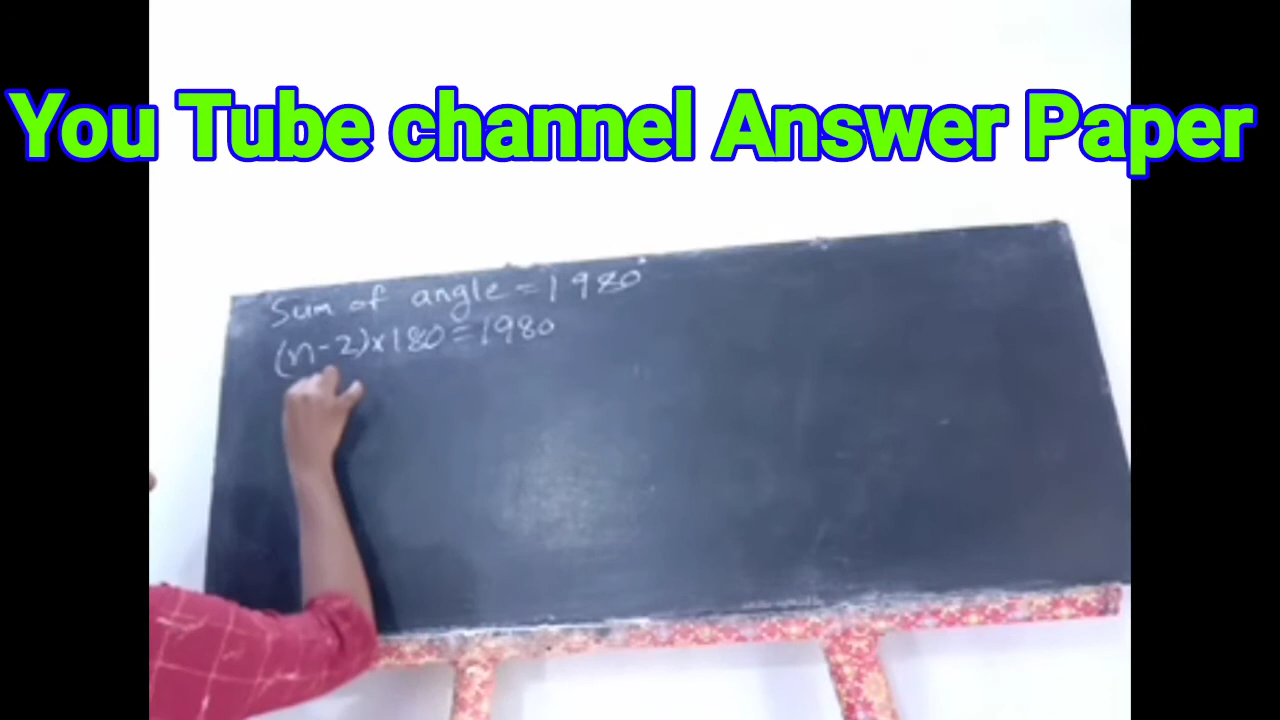 You Tube channel Answer Paper
Sum of angle = 1980°
(n-2)×180=1980